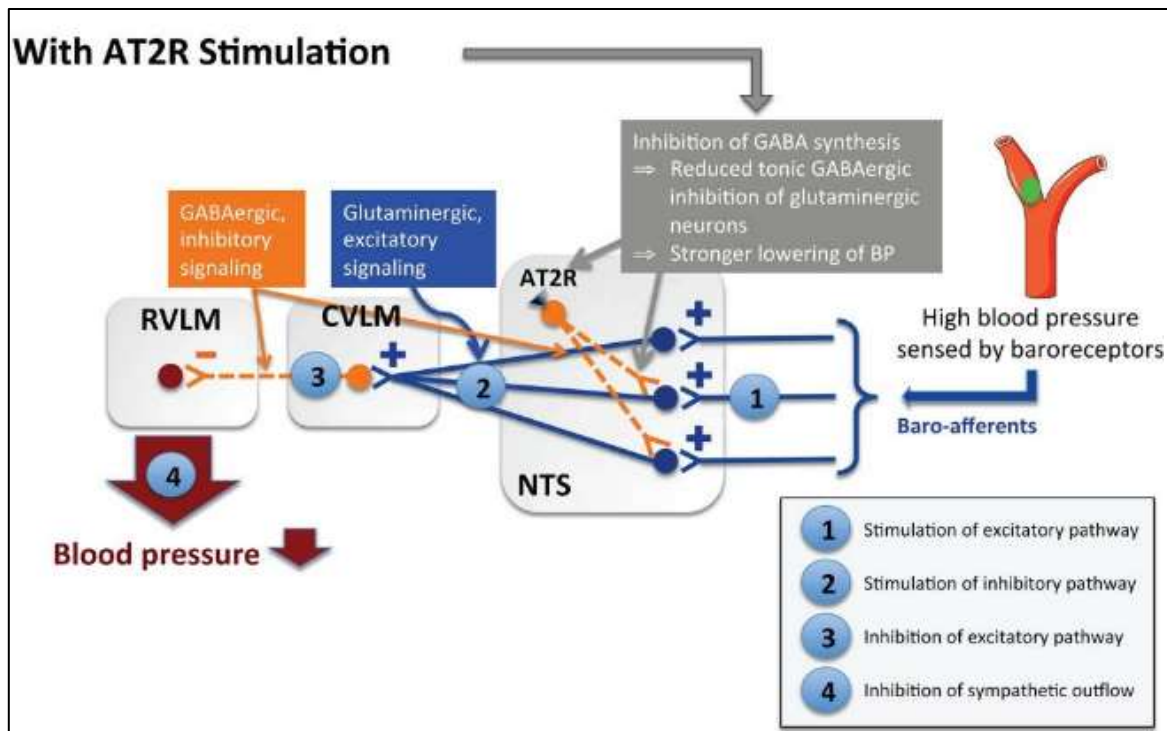 With AT2R Stimulation
Inhibition of GABA synthesis
⇒ Reduced tonic GABAergic
inhibition of glutaminergic
neurons
⇒ Stronger lowering of BP
GABAergic,
inhibitory
signaling
Glutaminergic,
excitatory
signaling
AT2R
RVLM
CVLM
NTS
-
+
+
+
+
3
2
1
High blood pressure
sensed by baroreceptors
Baro-afferents
4
Blood pressure
1 Stimulation of excitatory pathway
2 Stimulation of inhibitory pathway
3 Inhibition of excitatory pathway
4 Inhibition of sympathetic outflow